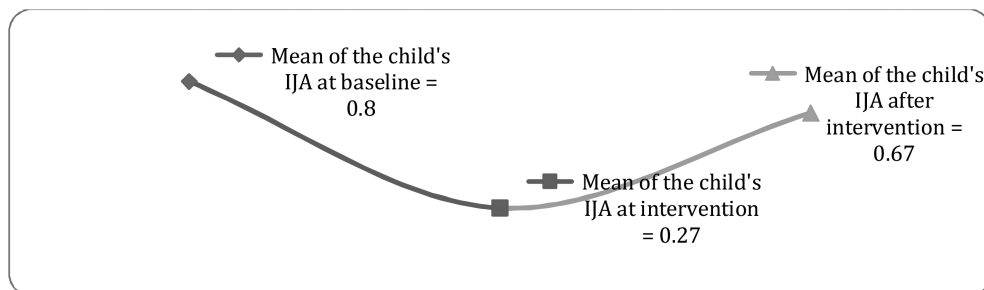 Mean of the child's
IJA at baseline =
0.8
Mean of the child's
IJA after
intervention =
0.67
Mean of the child's
IJA at intervention
= 0.27